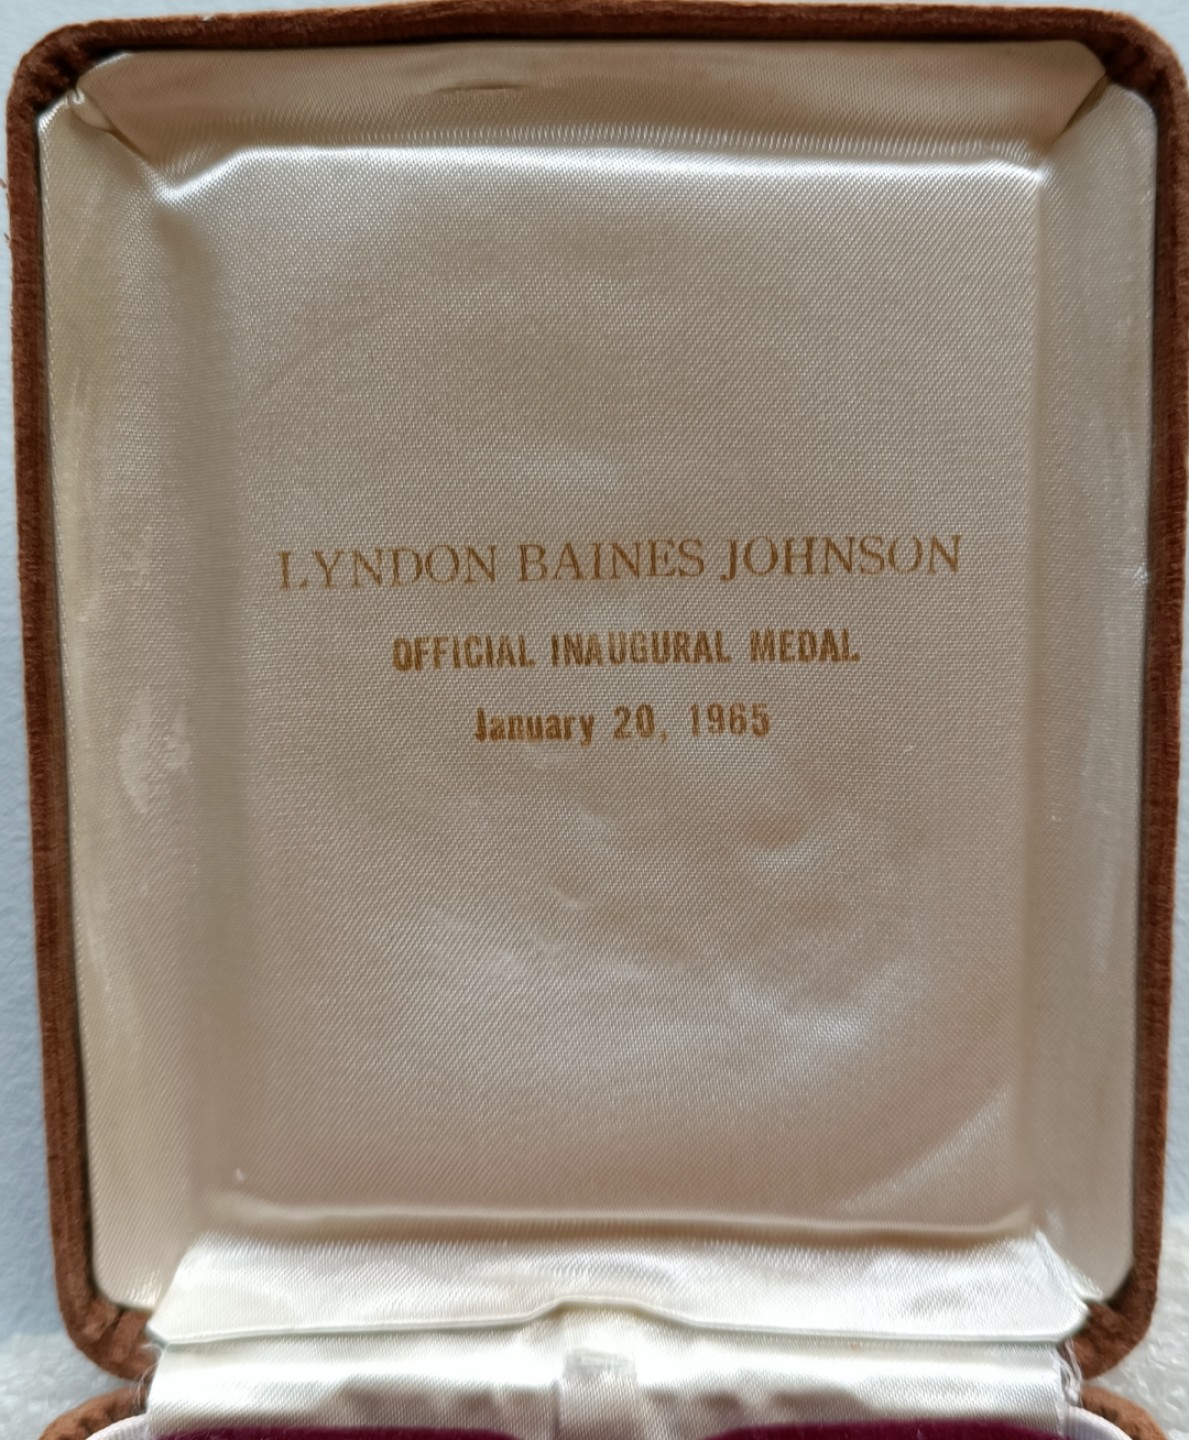 LYNDON BAINES JOHNSON
OFFICIAL INAUGURAL MEDAL
January 20, 1965